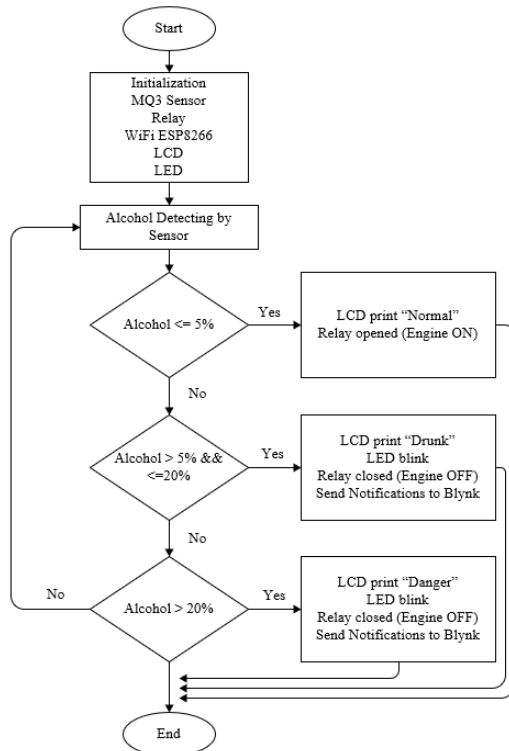 Start
Initialization
MQ3 Sensor
Relay
WiFi ESP8266
LCD
LED
Alcohol Detecting by
Sensor
Alcohol <= 5%
Yes
LCD print “Normal”
Relay opened (Engine ON)
No
Alcohol > 5% &&
<=20%
Yes
LCD print “Drunk”
LED blink
Relay closed (Engine OFF)
Send Notifications to Blynk
No
No
Alcohol > 20%
Yes
LCD print “Danger”
LED blink
Relay closed (Engine OFF)
Send Notifications to Blynk
End